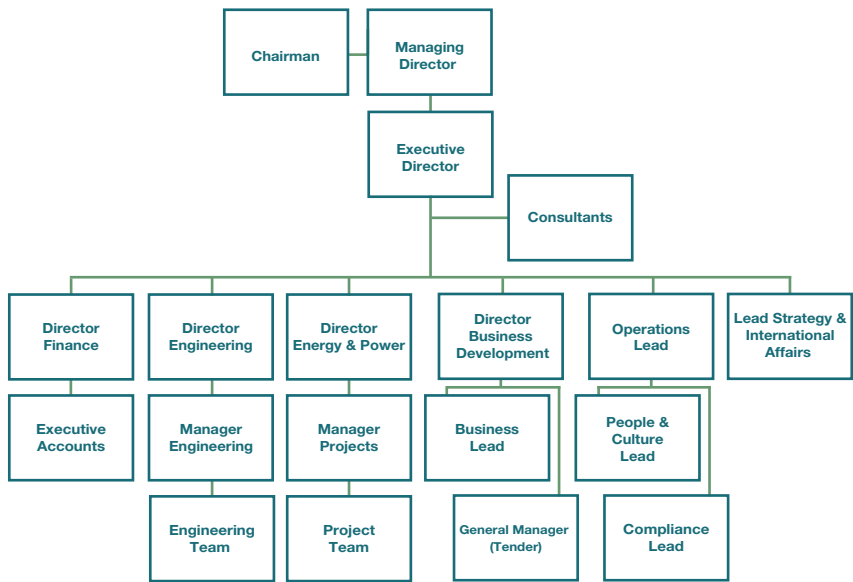 Chairman
Managing
Director
Executive
Director
Consultants
Director
Finance
Director
Engineering
Director
Energy & Power
Director
Business
Development
Operations
Lead
Lead Strategy &
International
Affairs
Executive
Accounts
Manager
Engineering
Manager
Projects
Business
Lead
People &
Culture
Lead
Engineering
Team
Project
Team
General Manager
(Tender)
Compliance
Lead